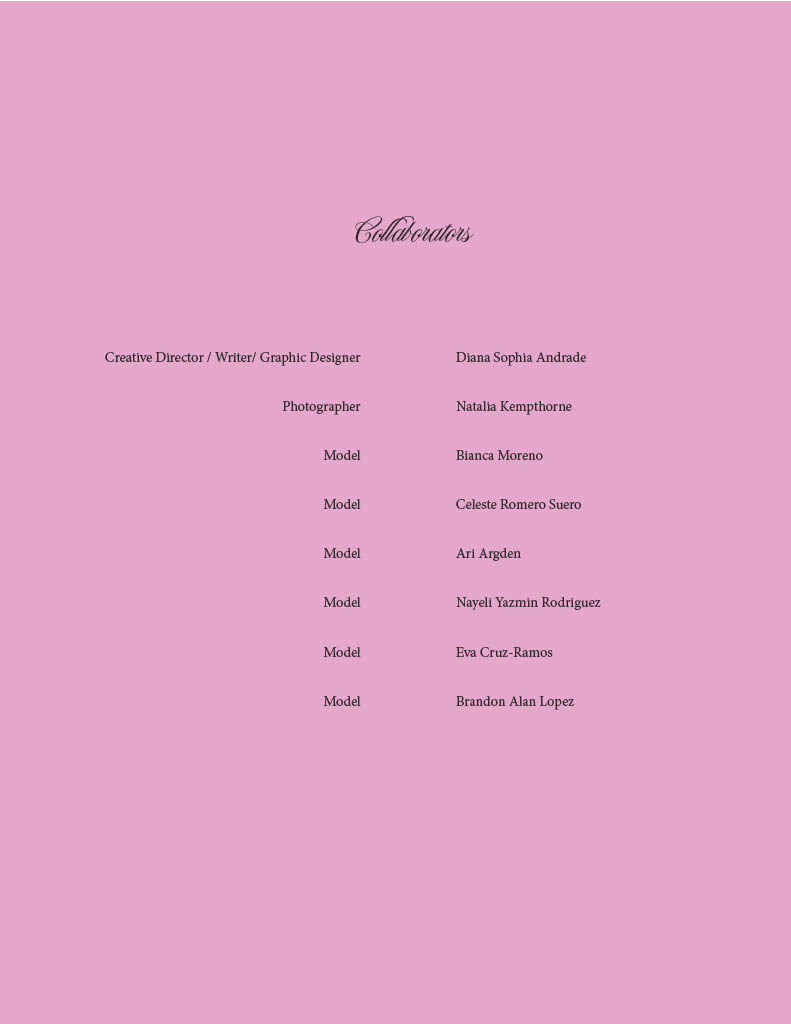 Collaborators
Creative Director / Writer/ Graphic Designer Diana Sophia Andrade
Photographer Natalia Kempthorne
Model Bianca Moreno
Model Celeste Romero Suero
Model Ari Argden
Model Nayeli Yazmin Rodriguez
Model Eva Cruz-Ramos
Model Brandon Alan Lopez